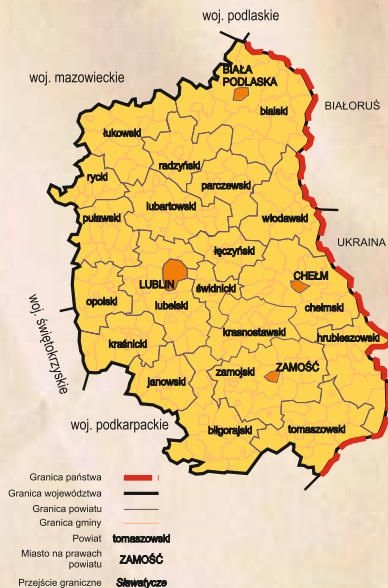 woj. podlaskie
woj. mazowieckie
BIAŁA
PODLASKA
bialski
BIAŁORUŚ
łukowski
radzyński
rycki
parczewski
lubartowski
puławski
włodawski
łęczyński
UKRAINA
CHEŁM
LUBLIN
świdnicki
opolski
lubelski
chełmski
woj. świętokrzyskie
krasnostawski
hrubieszowski
kraśnicki
zamojski
ZAMOŚĆ
janowski
woj. podkarpackie
biłgorajski
tomaszowski
Granica państwa
Granica województwa
Granica powiatu
Granica gminy
Powiat tomaszowski
Miasto na prawach
powiatu ZAMOŚĆ
Przejście graniczne Sławatycze